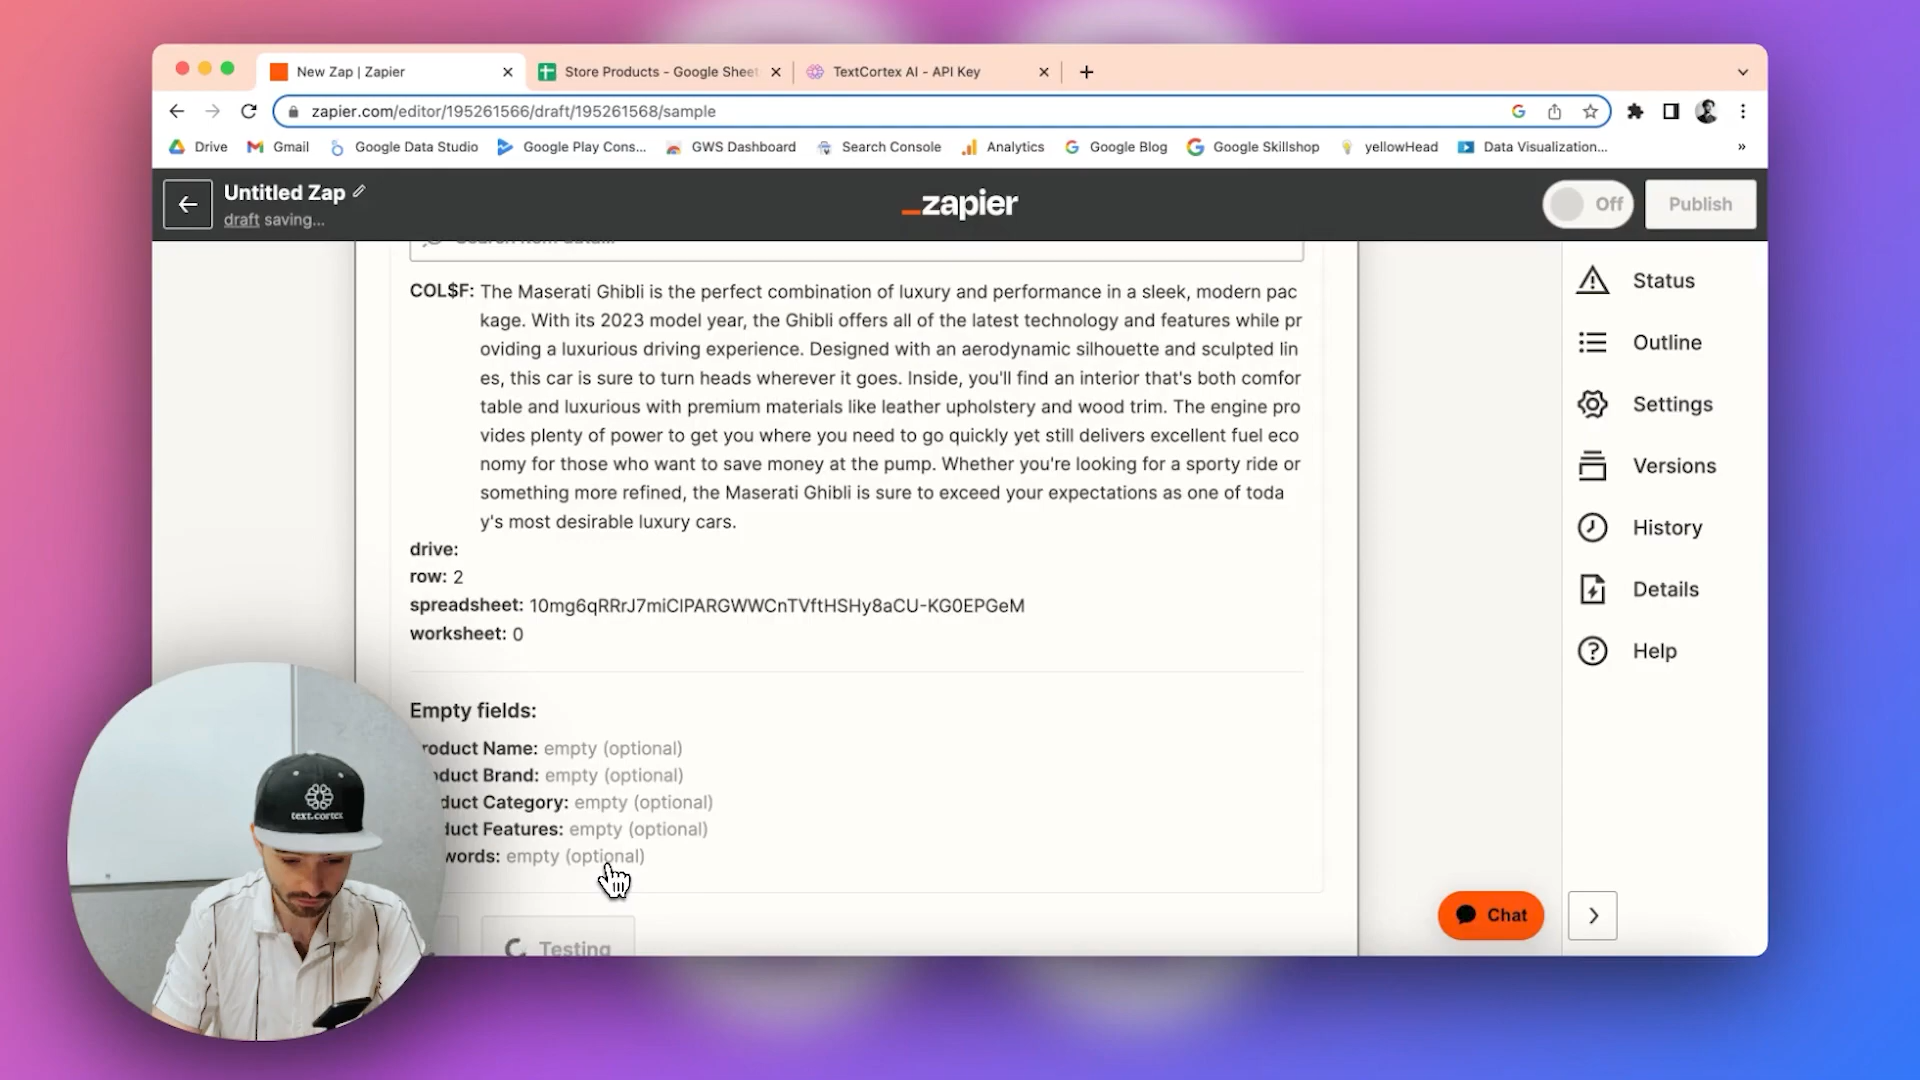 New Zap | Zapier
Store Products - Google Sheet
TextCortex AI - API Key
zapier.com/editor/195261566/draft/195261568/sample
Drive
Gmail
Google Data Studio
Google Play Cons...
GWS Dashboard
Search Console
Analytics
Google Blog
Google Skillshop
yellowHead
Data Visualization...
»
Untitled Zap
draft saving...
_zapier
Off
Publish
COL$F: The Maserati Ghibli is the perfect combination of luxury and performance in a sleek, modern pac
kage. With its 2023 model year, the Ghibli offers all of the latest technology and features while pr
oviding a luxurious driving experience. Designed with an aerodynamic silhouette and sculpted lin
es, this car is sure to turn heads wherever it goes. Inside, you'll find an interior that's both comfor
table and luxurious with premium materials like leather upholstery and wood trim. The engine pro
vides plenty of power to get you where you need to go quickly yet still delivers excellent fuel eco
nomy for those who want to save money at the pump. Whether you're looking for a sporty ride or
something more refined, the Maserati Ghibli is sure to exceed your expectations as one of toda
y's most desirable luxury cars.
drive:
row: 2
spreadsheet: 10mg6qRRrJ7miCIPARGWWCnTVftHSHy8aCU-KG0EPGeM
worksheet: 0
Empty fields:
roduct Name: empty (optional)
oduct Brand: empty (optional)
duct Category: empty (optional)
duct Features: empty (optional)
words: empty (optional)
Testing
Status
Outline
Settings
Versions
History
Details
Help
Chat
text.cortex